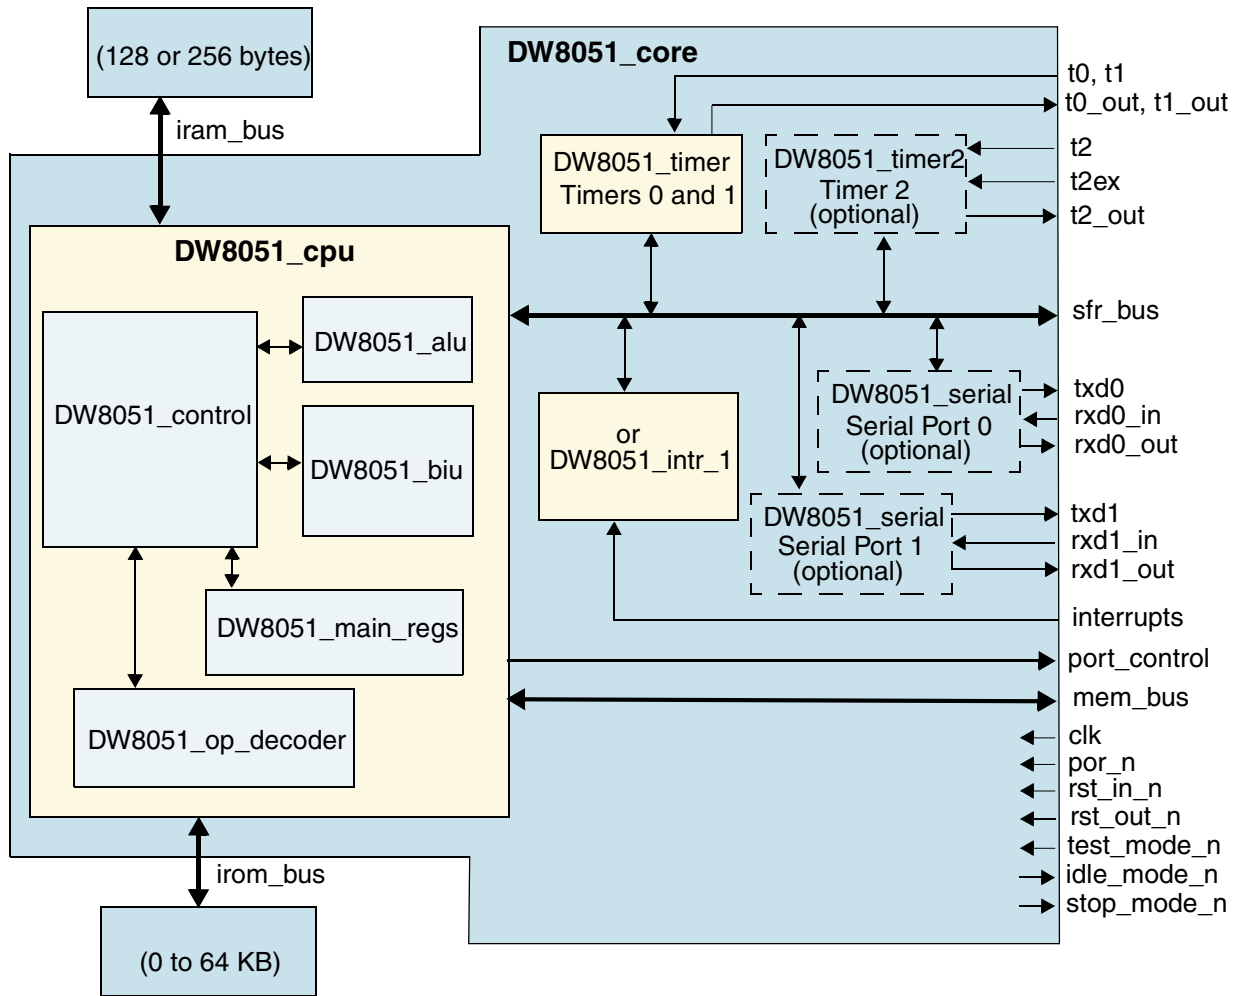 (128 or 256 bytes)
iram_bus
DW8051_core
t0, t1
t0_out, t1_out
DW8051_timer
Timers 0 and 1
DW8051_timer2
Timer 2
(optional)
t2
t2ex
t2_out
DW8051_cpu
DW8051_control
DW8051_alu
DW8051_biu
DW8051_main_regs
DW8051_op_decoder
sfr_bus
or
DW8051_intr_1
DW8051_serial
Serial Port 0
(optional)
txd0
rxd0_in
rxd0_out
DW8051_serial
Serial Port 1
(optional)
txd1
rxd1_in
rxd1_out
interrupts
port_control
mem_bus
clk
por_n
rst_in_n
rst_out_n
test_mode_n
idle_mode_n
stop_mode_n
irom_bus
(0 to 64 KB)